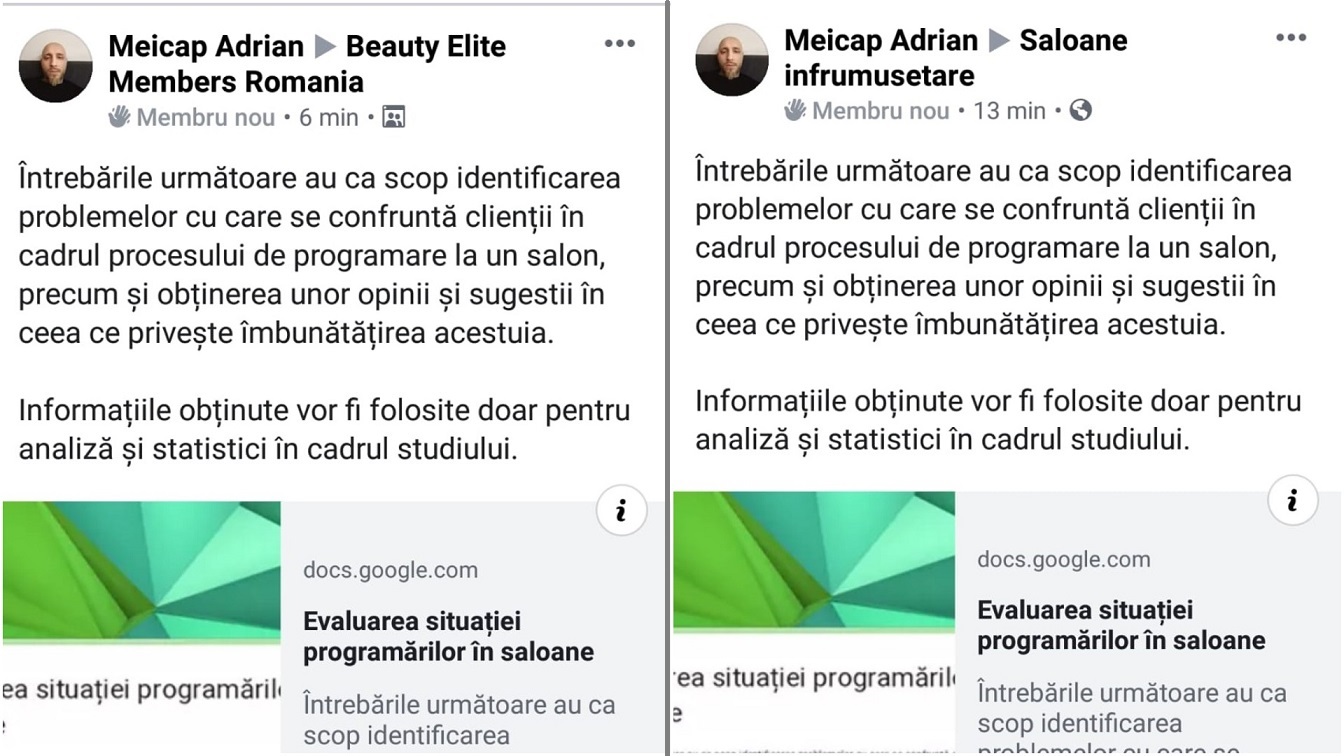 Meicap Adrian ▶ Beauty Elite
Members Romania
Membru nou • 6 min •
Întrebările următoare au ca scop identificarea
problemelor cu care se confruntă clienții în
cadrul procesului de programare la un salon,
precum și obținerea unor opinii și sugestii în
ceea ce privește îmbunătățirea acestuia.
Informațiile obținute vor fi folosite doar pentru
analiză și statistici în cadrul studiului.
i
docs.google.com
Evaluarea situației
programărilor în saloane
ea situației programăril
Întrebările următoare au ca
scop identificarea
Meicap Adrian ▶ Saloane
infrumusetare
Membru nou • 13 min •
Întrebările următoare au ca scop identificarea
problemelor cu care se confruntă clienții în
cadrul procesului de programare la un salon,
precum și obținerea unor opinii și sugestii în
ceea ce privește îmbunătățirea acestuia.
Informațiile obținute vor fi folosite doar pentru
analiză și statistici în cadrul studiului.
i
docs.google.com
Evaluarea situației
programărilor în saloane
rea situației programăril
e
Întrebările următoare au ca
scop identificarea
problemelor cu care se